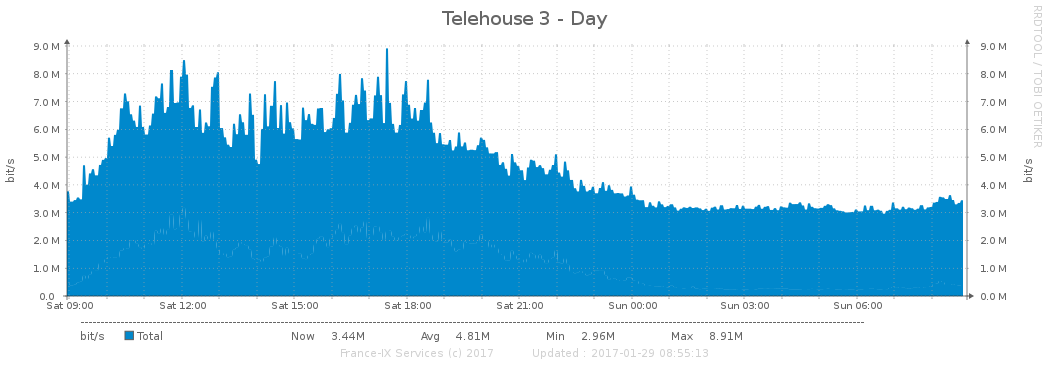 Telehouse 3 - Day
RRDTOOL / TOBI OETIKER
bit/s
9.0 M 9.0 M
8.0 M 8.0 M
7.0 M 7.0 M
6.0 M 6.0 M
5.0 M 5.0 M
4.0 M 4.0 M
3.0 M 3.0 M
2.0 M 2.0 M
1.0 M 1.0 M
0.0 0.0 M
bit/s
Sat 09:00 Sat 12:00 Sat 15:00 Sat 18:00 Sat 21:00 Sun 00:00 Sun 03:00 Sun 06:00
bit/s Total Now 3.44M Avg 4.81M Min 2.96M Max 8.91M
France-IX Services (c) 2017 Updated : 2017-01-29 08:55:13